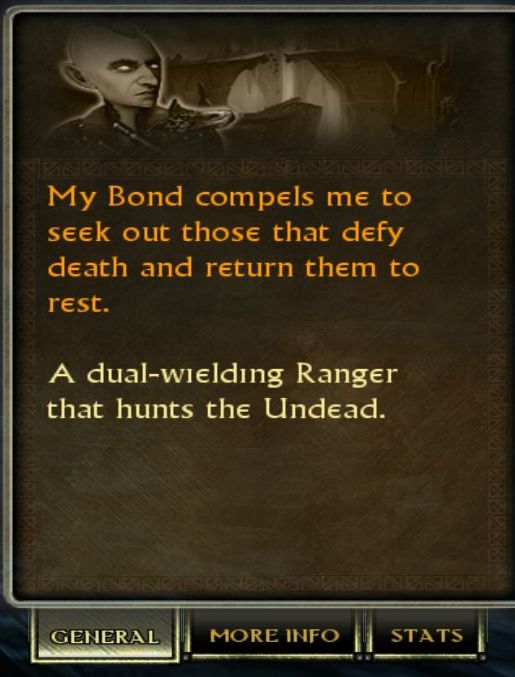 My Bond compels me to
seek out those that defy
death and return them to
rest.
A dual-wielding Ranger
that hunts the Undead.
GENERAL
MORE INFO
STATS